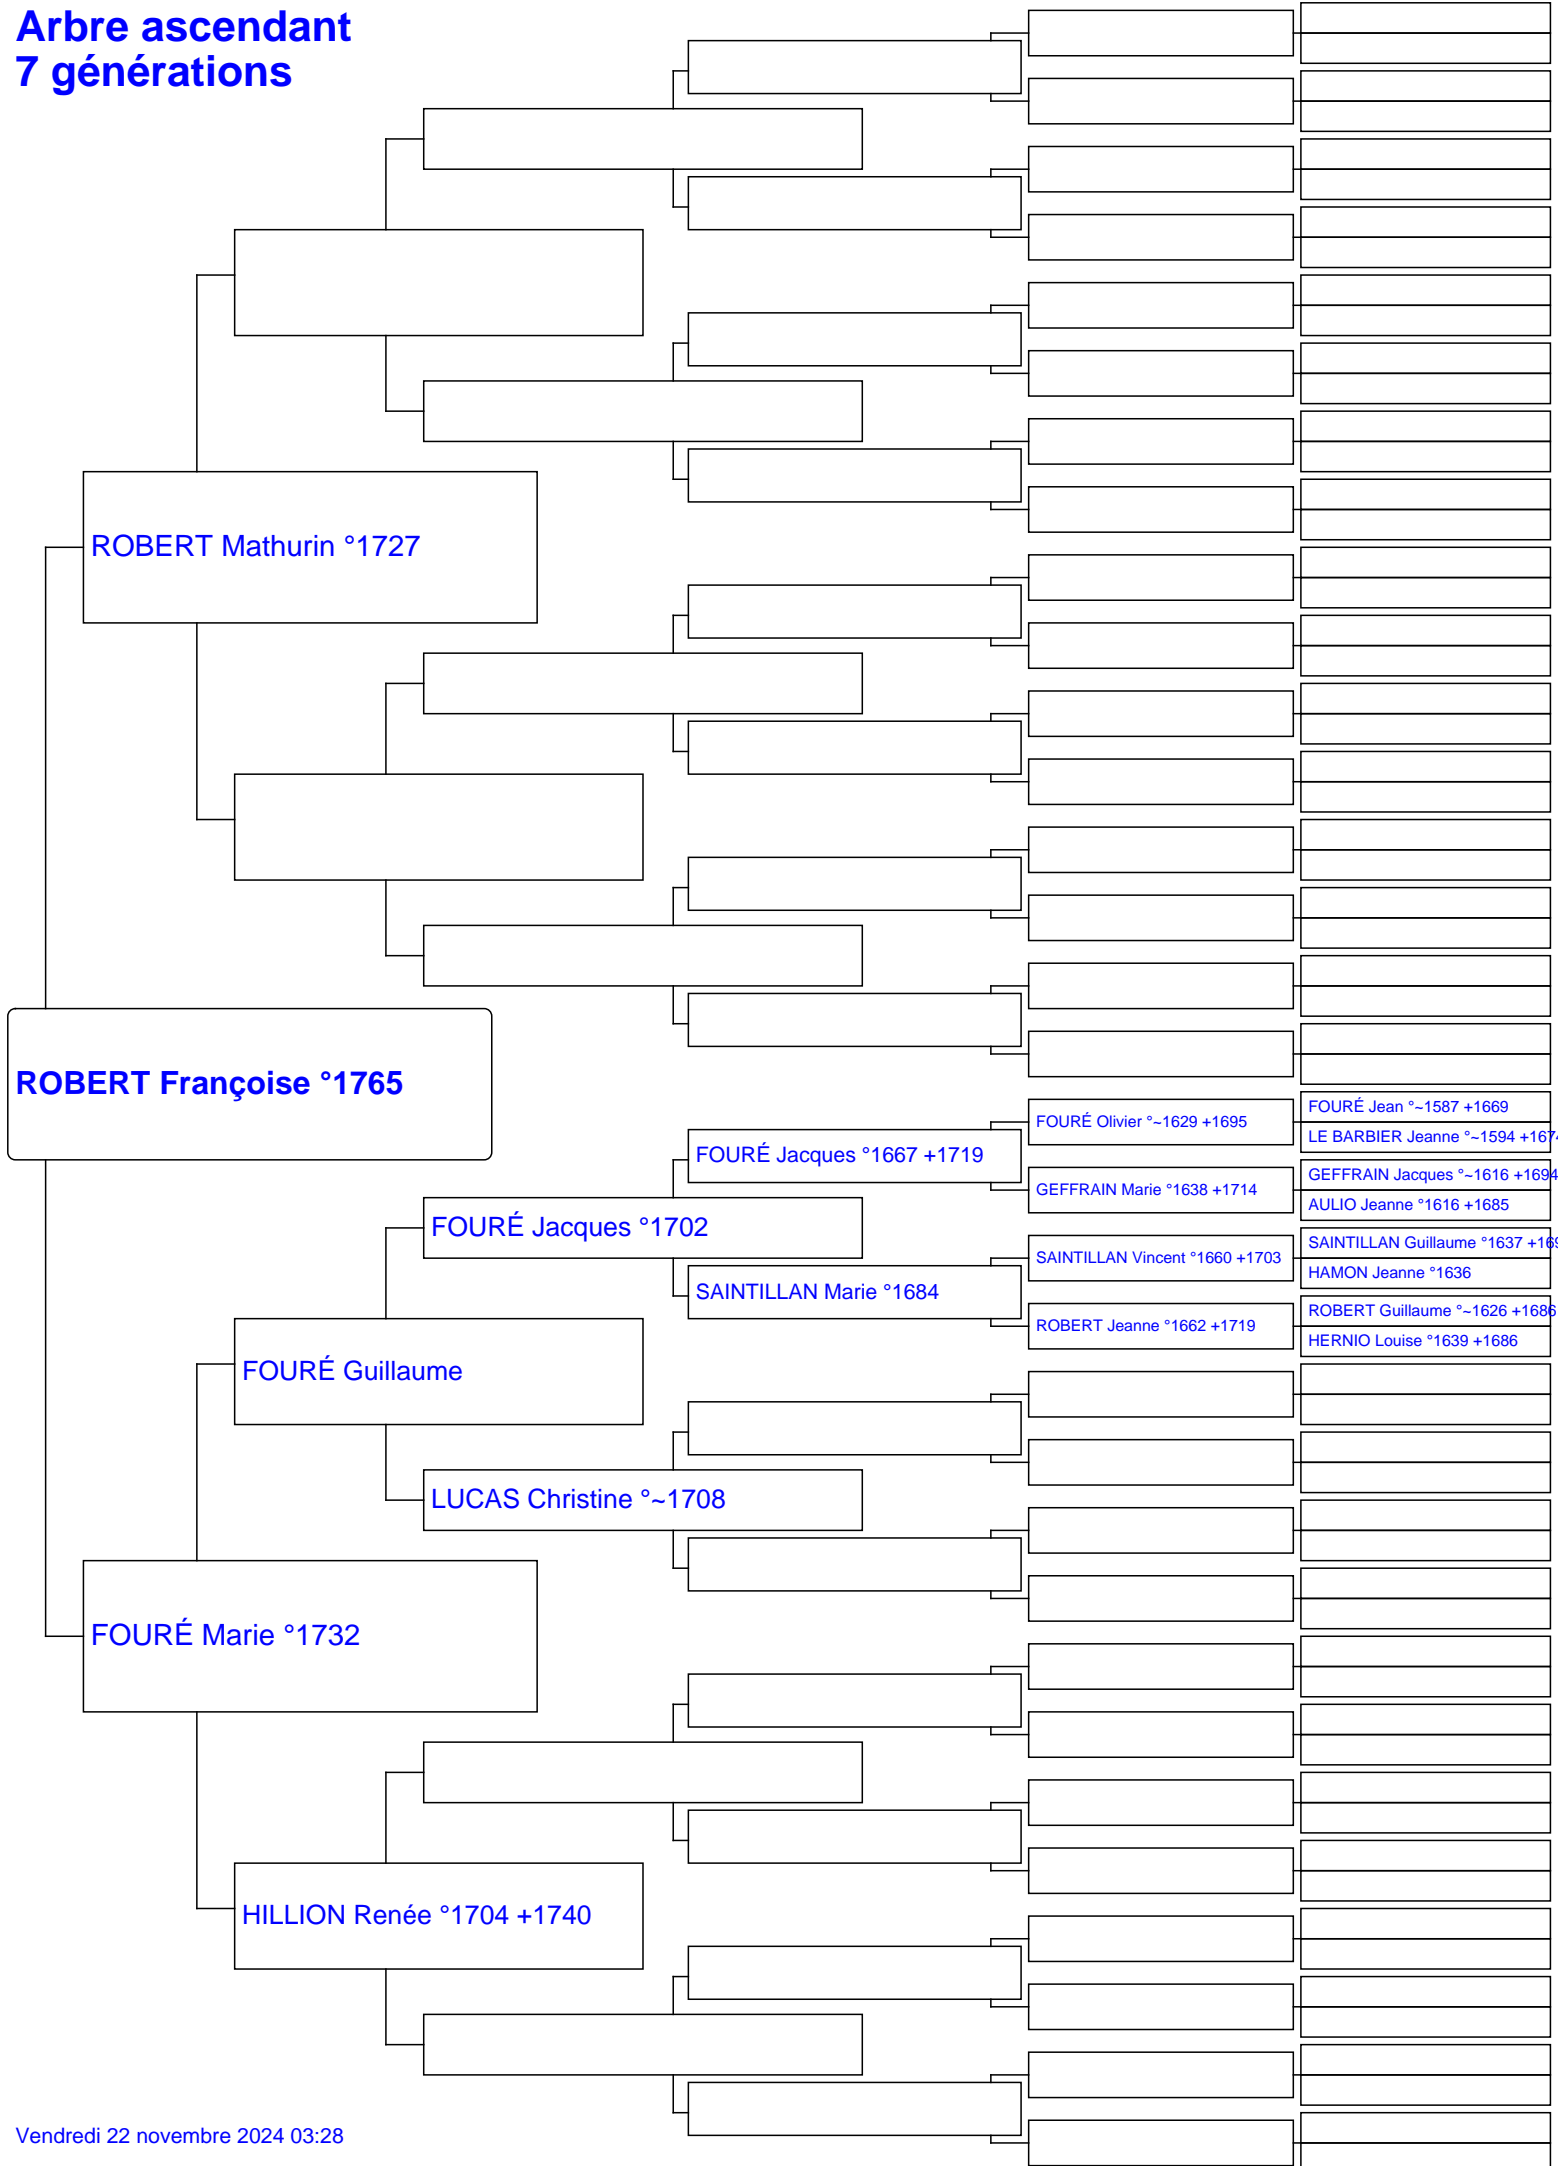 Arbre ascendant
7 générations
ROBERT Mathurin °1727
ROBERT Françoise °1765
FOURÉ Jean °~1587 +1669
FOURÉ Olivier °~1629 +1695
LE BARBIER Jeanne °~1594 +1674
FOURÉ Jacques °1667 +1719
GEFFRAIN Jacques °~1616 +1694
GEFFRAIN Marie °1638 +1714
AULIO Jeanne °1616 +1685
FOURÉ Jacques °1702
SAINTILLAN Guillaume °1637 +169
SAINTILLAN Vincent °1660 +1703
HAMON Jeanne °1636
SAINTILLAN Marie °1684
ROBERT Guillaume °~1626 +1686
ROBERT Jeanne °1662 +1719
HERNIO Louise °1639 +1686
FOURÉ Guillaume
LUCAS Christine °~1708
FOURÉ Marie °1732
HILLION Renée °1704 +1740
Vendredi 22 novembre 2024 03:28